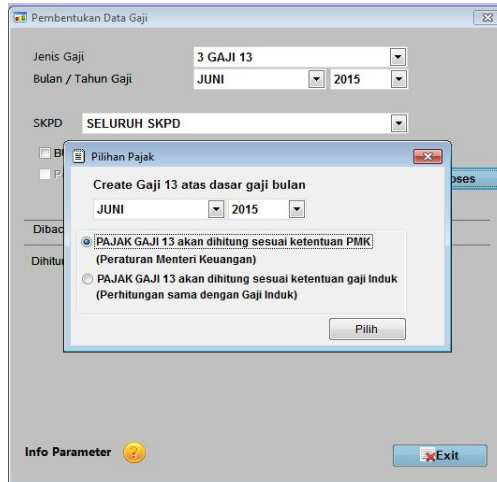 Pembentukan Data Gaji
Jenis Gaji 3 GAJI 13
Bulan / Tahun Gaji JUNI 2015
SKPD SELURUH SKPD
Pilihan Pajak
Create Gaji 13 atas dasar gaji bulan
JUNI 2015
Dibac
PAJAK GAJI 13 akan dihitung sesuai ketentuan PMK
(Peraturan Menteri Keuangan)
Dihitu
PAJAK GAJI 13 akan dihitung sesuai ketentuan gaji Induk
(Perhitungan sama dengan Gaji Induk)
Pilih
Info Parameter ?
Exit